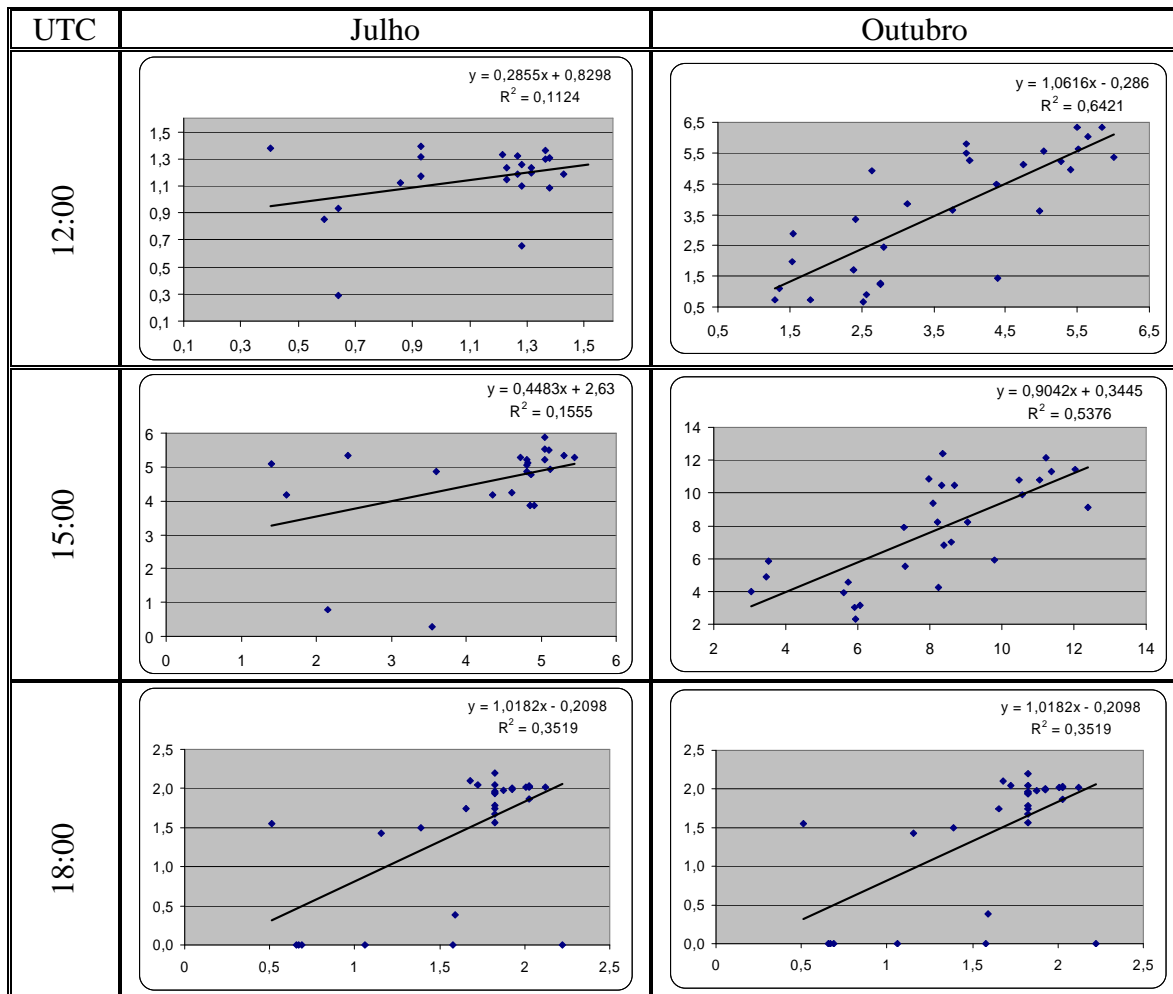 UTC Julho Outubro
12:00
y = 0,2855x + 0,8298
R² = 0,1124
1,5
1,3
1,1
0,9
0,7
0,5
0,3
0,1
0,1 0,3 0,5 0,7 0,9 1,1 1,3 1,5
y = 1,0616x - 0,286
R² = 0,6421
6,5
5,5
4,5
3,5
2,5
1,5
0,5
0,5 1,5 2,5 3,5 4,5 5,5 6,5
15:00
y = 0,4483x + 2,63
R² = 0,1555
6
5
4
3
2
1
0
0 1 2 3 4 5 6
y = 0,9042x + 0,3445
R² = 0,5376
14
12
10
8
6
4
2
2 4 6 8 10 12 14
18:00
y = 1,0182x - 0,2098
R² = 0,3519
2,5
2,0
1,5
1,0
0,5
0,0
0 0,5 1 1,5 2 2,5
y = 1,0182x - 0,2098
R² = 0,3519
2,5
2,0
1,5
1,0
0,5
0,0
0 0,5 1 1,5 2 2,5